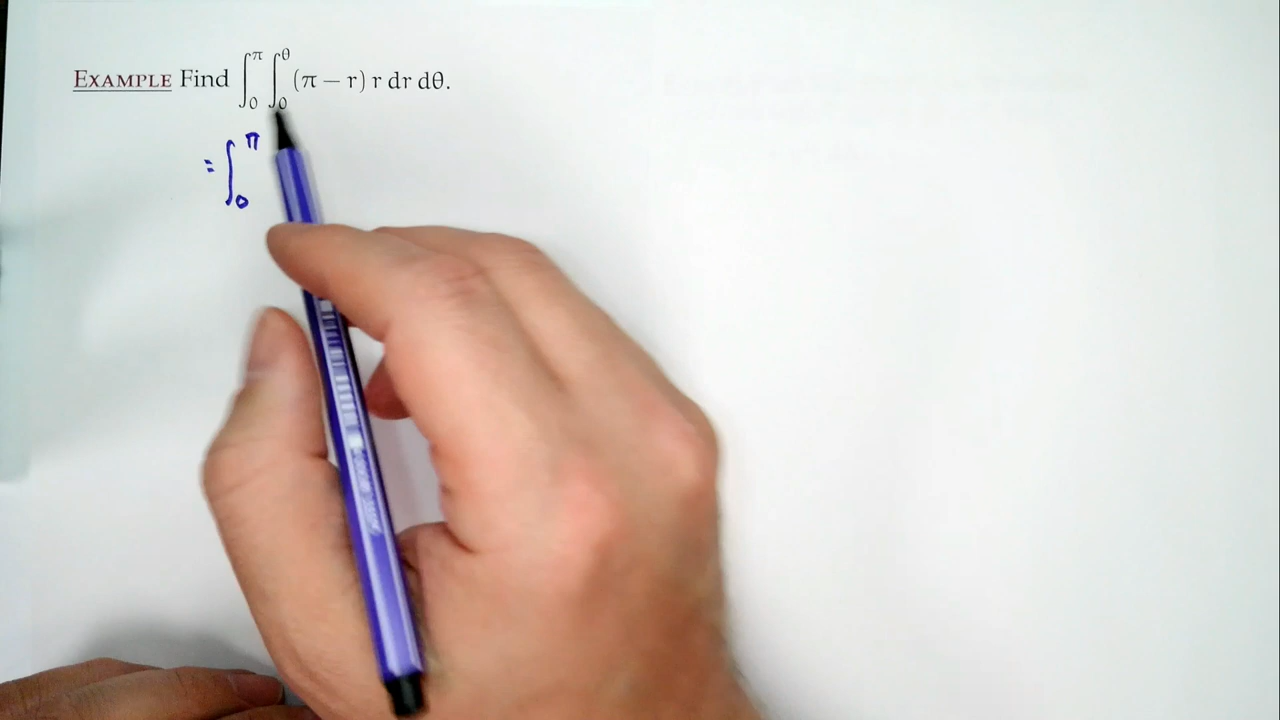 EXAMPLE Find ∫₀^π ∫₀^θ (π − r) r dr dθ.
= ∫₀^π